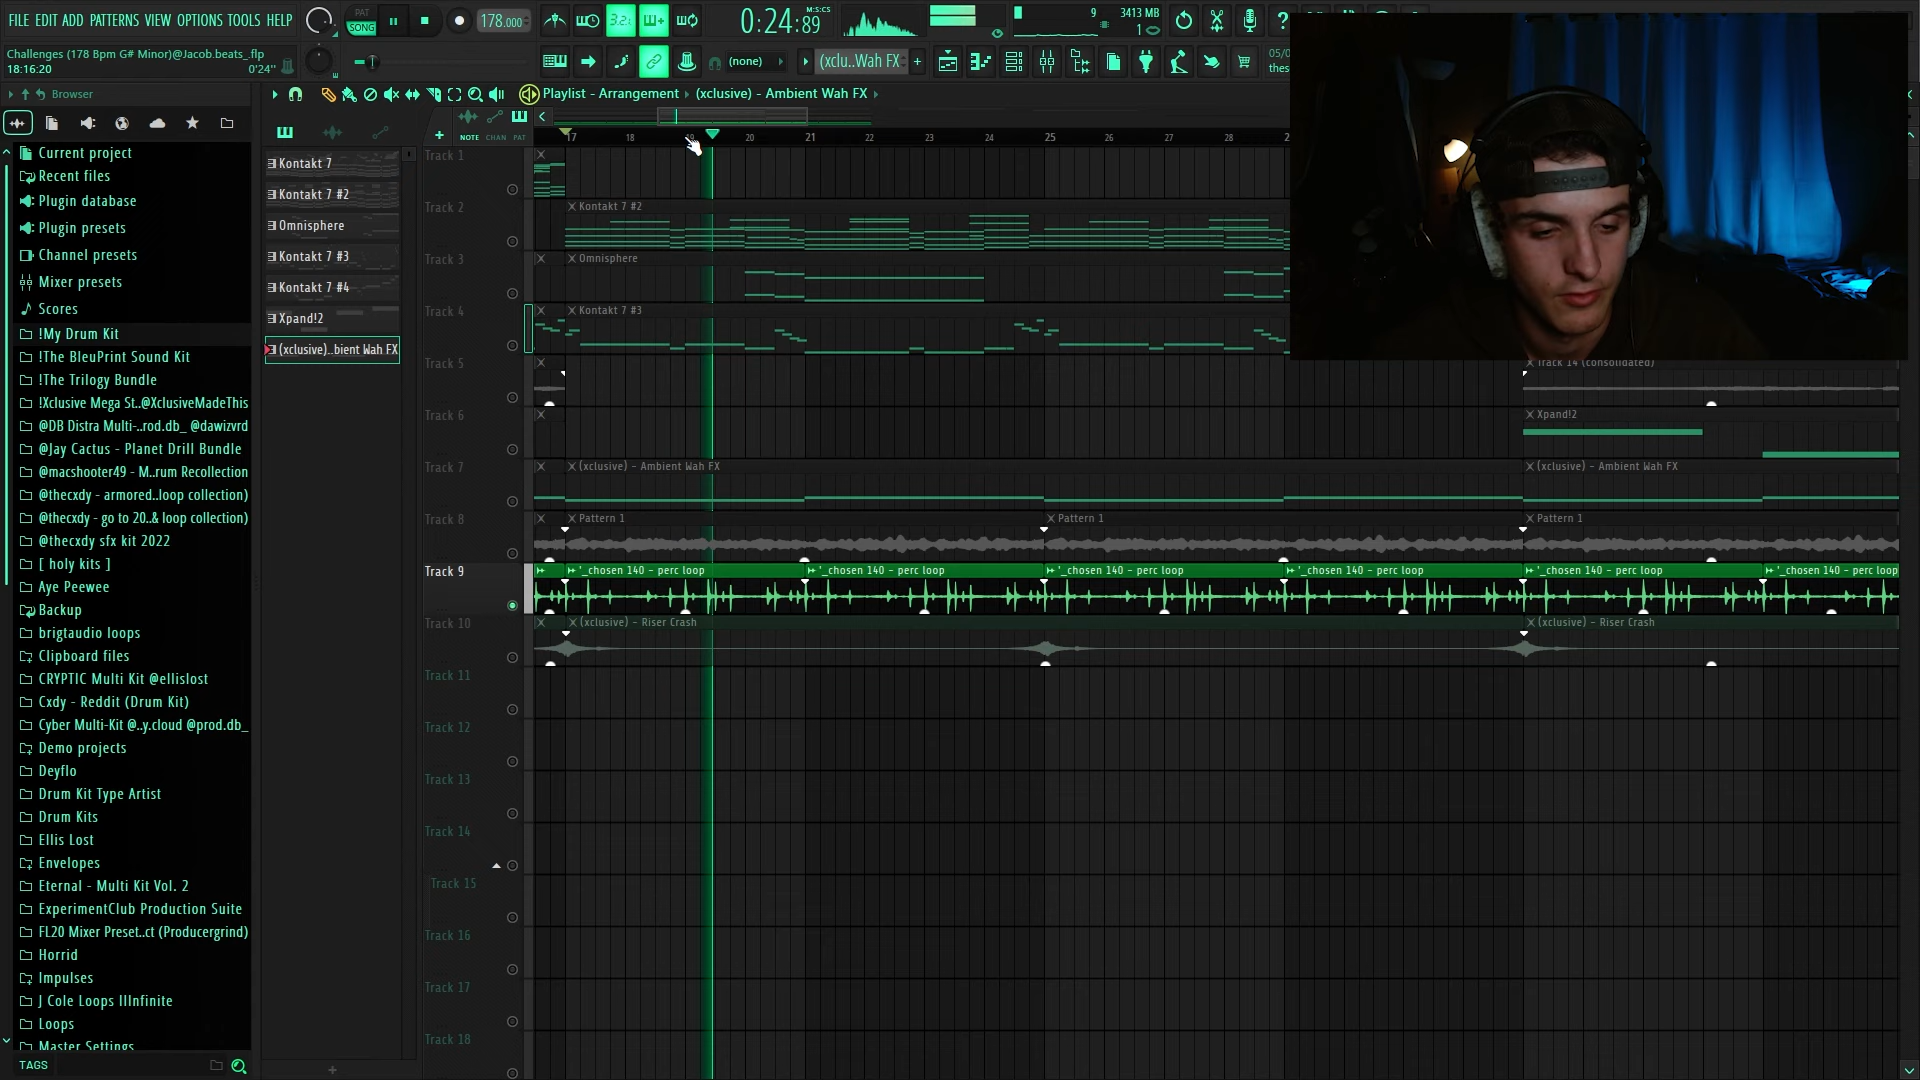 FILE EDIT ADD PATTERNS VIEW OPTIONS TOOLS HELP
PAT
SONG
178.000
3.2.
0:24:89
M:S:CS
9
3413 MB
1
Challenges (178 Bpm G# Minor)@Jacob.beats_.flp
18:16:20
0'24"
(none)
(xclu..Wah FX
05/0
thes
Browser
Playlist - Arrangement
(xclusive) - Ambient Wah FX
NOTE CHAN PAT
17 18 19 20 21 22 23 24 25 26 27 28 2
Current project
Recent files
Plugin database
Plugin presets
Channel presets
Mixer presets
Scores
!My Drum Kit
!The BleuPrint Sound Kit
!The Trilogy Bundle
!Xclusive Mega St..@XclusiveMadeThis
@DB Distra Multi-..rod.db_ @dawizvrd
@Jay Cactus - Planet Drill Bundle
@macshooter49 - M..rum Recollection
@thecxdy - armored..loop collection)
@thecxdy - go to 20..& loop collection)
@thecxdy sfx kit 2022
[ holy kits ]
Aye Peewee
Backup
brigtaudio loops
Clipboard files
CRYPTIC Multi Kit @ellislost
Cxdy - Reddit (Drum Kit)
Cyber Multi-Kit @..y.cloud @prod.db_
Demo projects
Deyflo
Drum Kit Type Artist
Drum Kits
Ellis Lost
Envelopes
Eternal - Multi Kit Vol. 2
ExperimentClub Production Suite
FL20 Mixer Preset..ct (Producergrind)
Horrid
Impulses
J Cole Loops IIInfinite
Loops
Master Settings
TAGS
Kontakt 7
Kontakt 7 #2
Omnisphere
Kontakt 7 #3
Kontakt 7 #4
Xpand!2
(xclusive)..bient Wah FX
Track 1
Track 2
Kontakt 7 #2
Track 3
Omnisphere
Track 4
Kontakt 7 #3
Track 5
Track 14 (consolidated)
Track 6
Xpand!2
Track 7
(xclusive) - Ambient Wah FX
(xclusive) - Ambient Wah FX
Track 8
Pattern 1
Pattern 1
Pattern 1
Track 9
'_chosen 140 - perc loop
'_chosen 140 - perc loop
'_chosen 140 - perc loop
'_chosen 140 - perc loop
'_chosen 140 - perc loop
'_chosen 140 - perc loop
Track 10
(xclusive) - Riser Crash
(xclusive) - Riser Crash
Track 11
Track 12
Track 13
Track 14
Track 15
Track 16
Track 17
Track 18